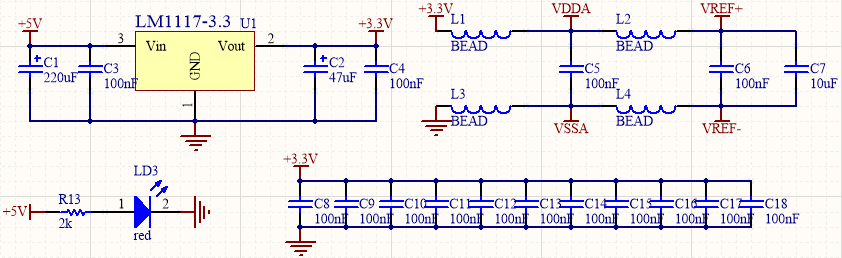 +5V
LM1117-3.3 U1
+3.3V
3 Vin Vout 2
GND
1
C1
220uF
C3
100nF
C2
47uF
C4
100nF
+3.3V
L1
BEAD
VDDA
L2
BEAD
VREF+
C5
100nF
C6
100nF
C7
10uF
L3
BEAD
VSSA
L4
BEAD
VREF-
LD3
+5V
R13
2k
1 2
red
+3.3V
C8 C9 C10 C11 C12 C13 C14 C15 C16 C17 C18
100nF 100nF 100nF 100nF 100nF 100nF 100nF 100nF 100nF 100nF 100nF